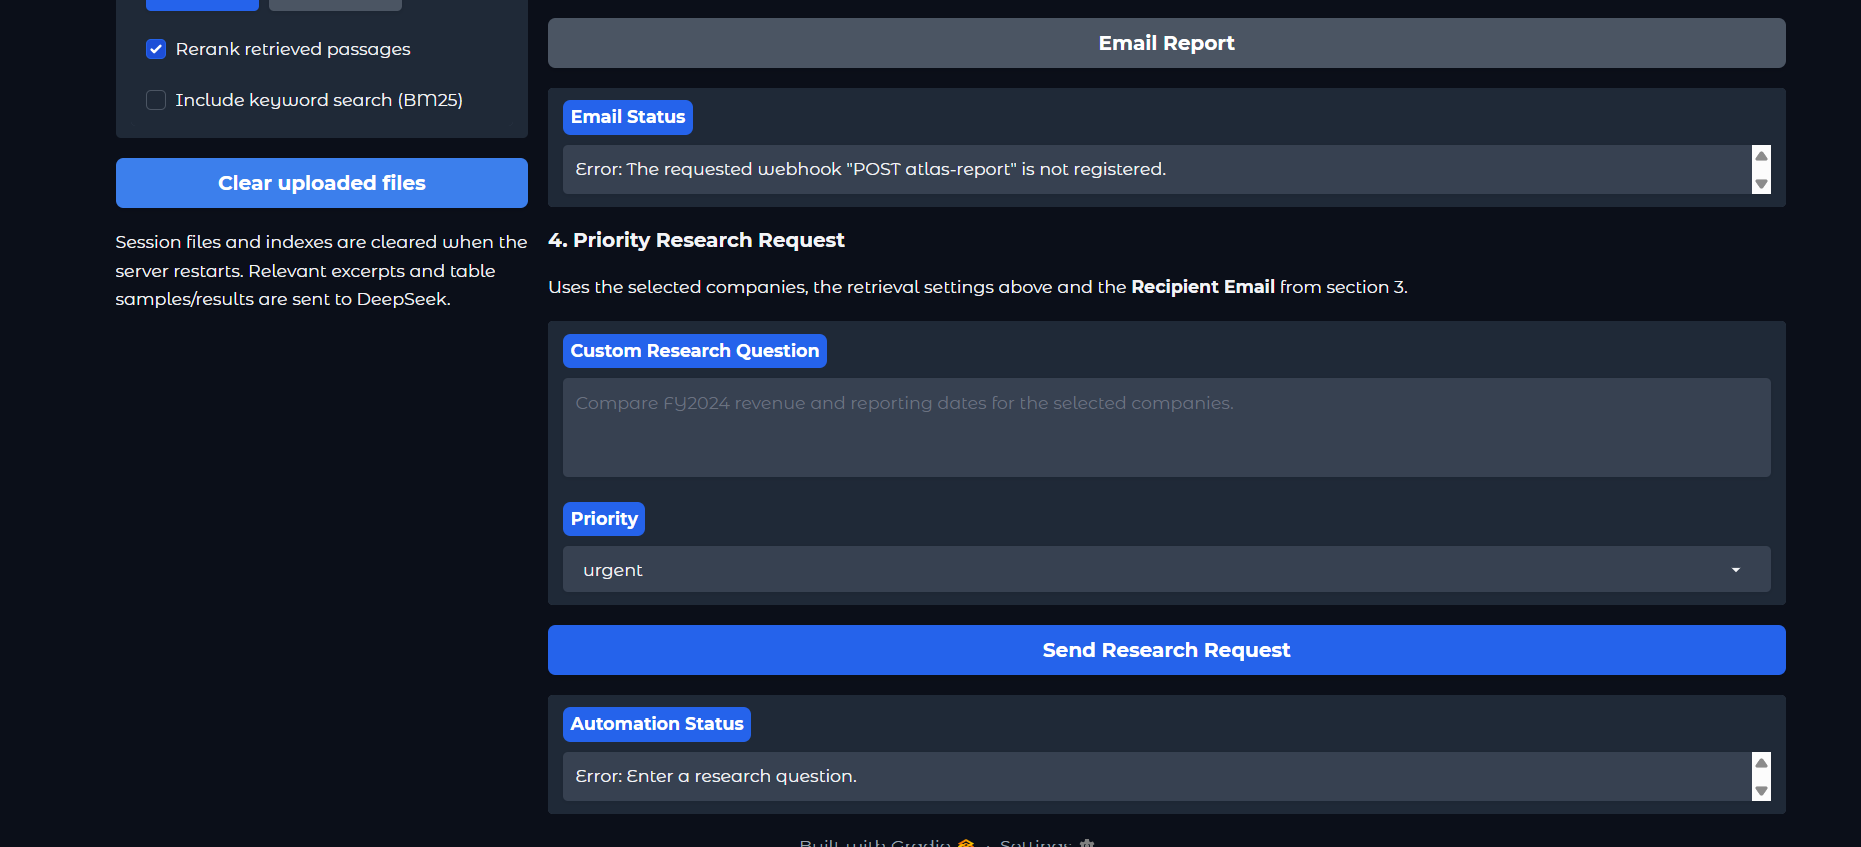 Rerank retrieved passages
Include keyword search (BM25)
Clear uploaded files
Session files and indexes are cleared when the
server restarts. Relevant excerpts and table
samples/results are sent to DeepSeek.
Email Report
Email Status
Error: The requested webhook "POST atlas-report" is not registered.
4. Priority Research Request
Uses the selected companies, the retrieval settings above and the Recipient Email from section 3.
Custom Research Question
Compare FY2024 revenue and reporting dates for the selected companies.
Priority
urgent
Send Research Request
Automation Status
Error: Enter a research question.
Built with Gradio · Settings